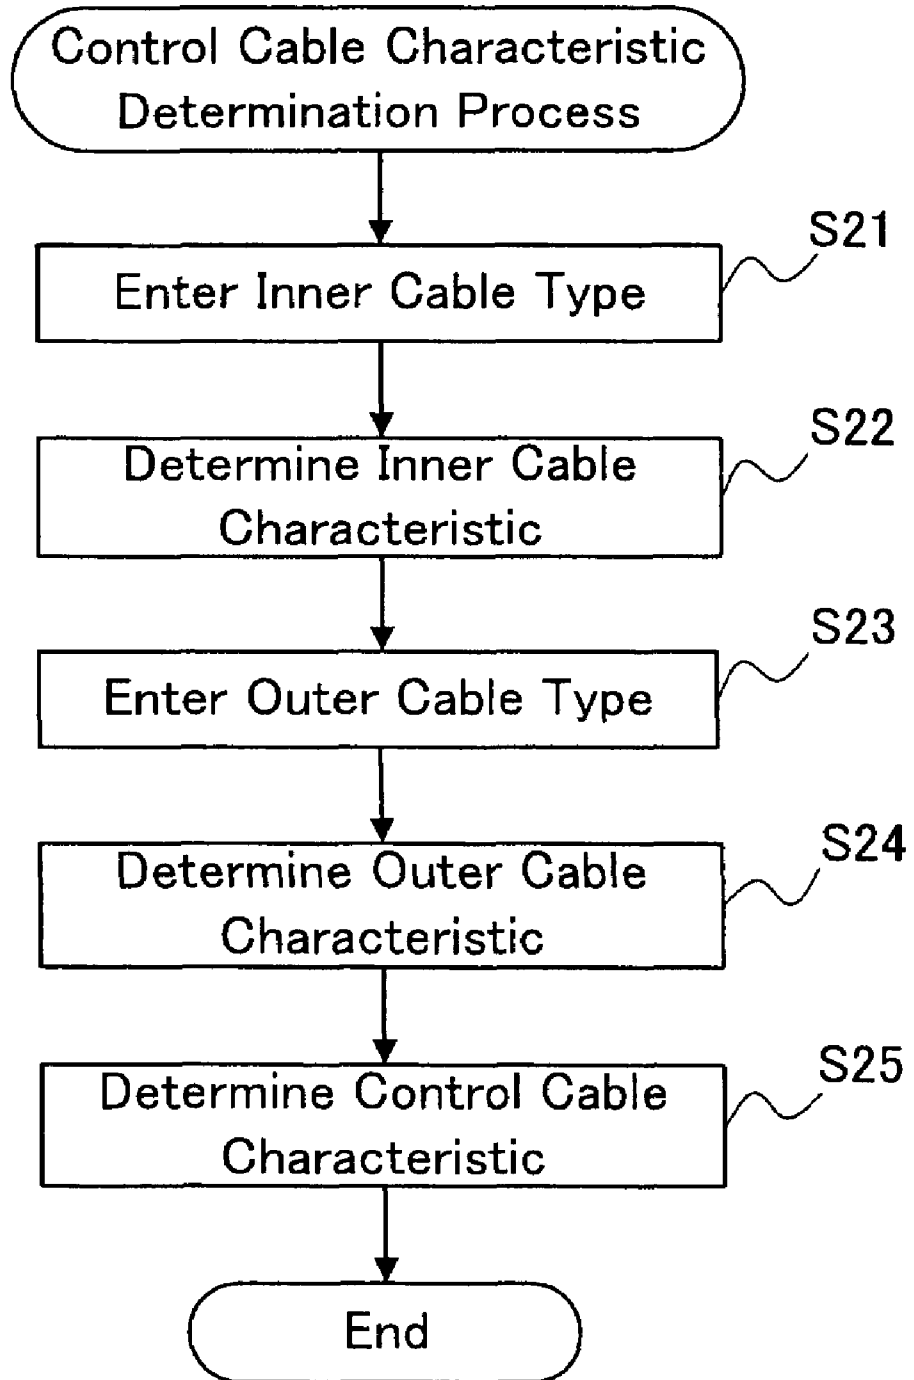 Control Cable Characteristic
Determination Process
S21
Enter Inner Cable Type
S22
Determine Inner Cable
Characteristic
S23
Enter Outer Cable Type
S24
Determine Outer Cable
Characteristic
S25
Determine Control Cable
Characteristic
End